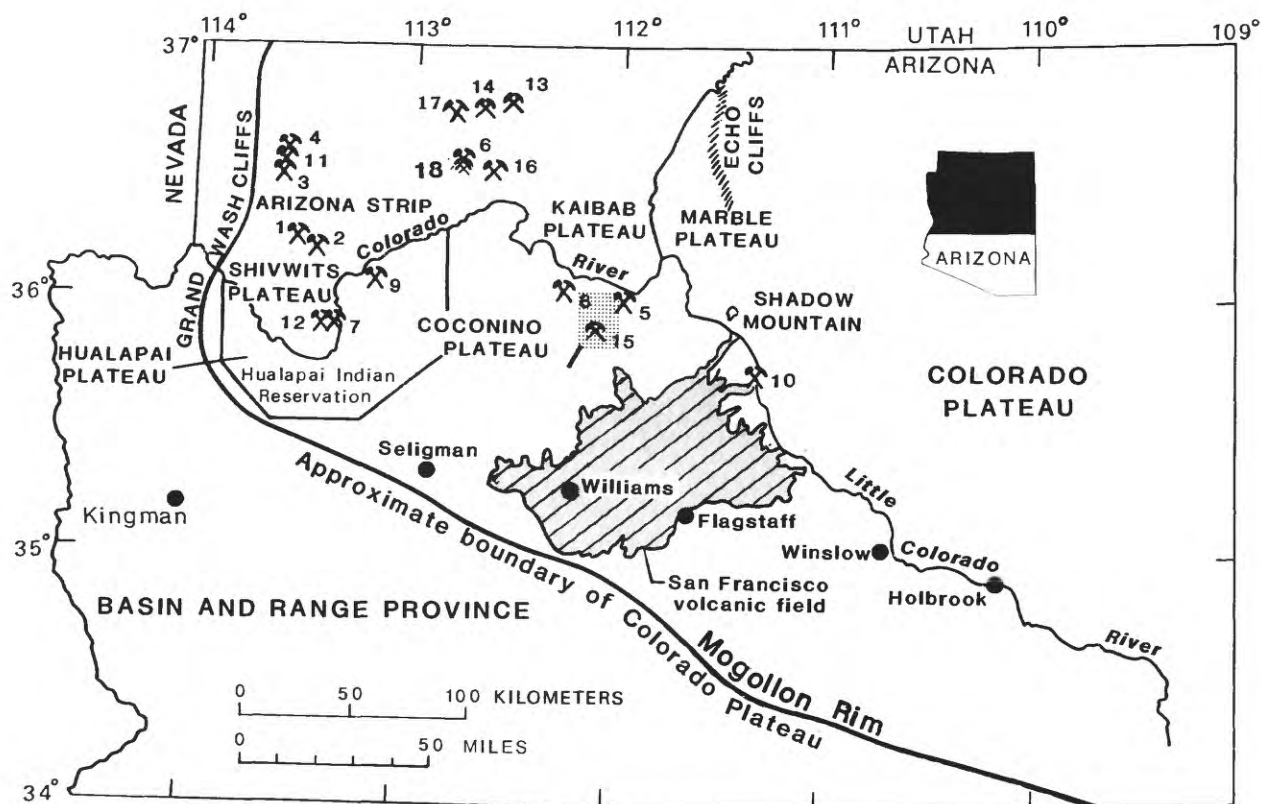 114°
113°
112°
111°
110°
109°
37°
UTAH
ARIZONA
NEVADA
GRAND WASH CLIFFS
17
14
13
4
11
3
6
18
16
ECHO
CLIFFS
ARIZONA STRIP
1
2
Colorado
River
KAIBAB
PLATEAU
MARBLE
PLATEAU
ARIZONA
36°
SHIVWITS
PLATEAU
9
8
5
15
12
7
SHADOW
MOUNTAIN
COCONINO
PLATEAU
HUALAPAI
PLATEAU
Hualapai Indian
Reservation
10
COLORADO
PLATEAU
Seligman
Williams
Kingman
Flagstaff
Little
Colorado
River
Winslow
Holbrook
35°
Approximate boundary of Colorado Plateau
San Francisco
volcanic field
BASIN AND RANGE PROVINCE
Mogollon Rim
0 50 100 KILOMETERS
0 50 MILES
34°